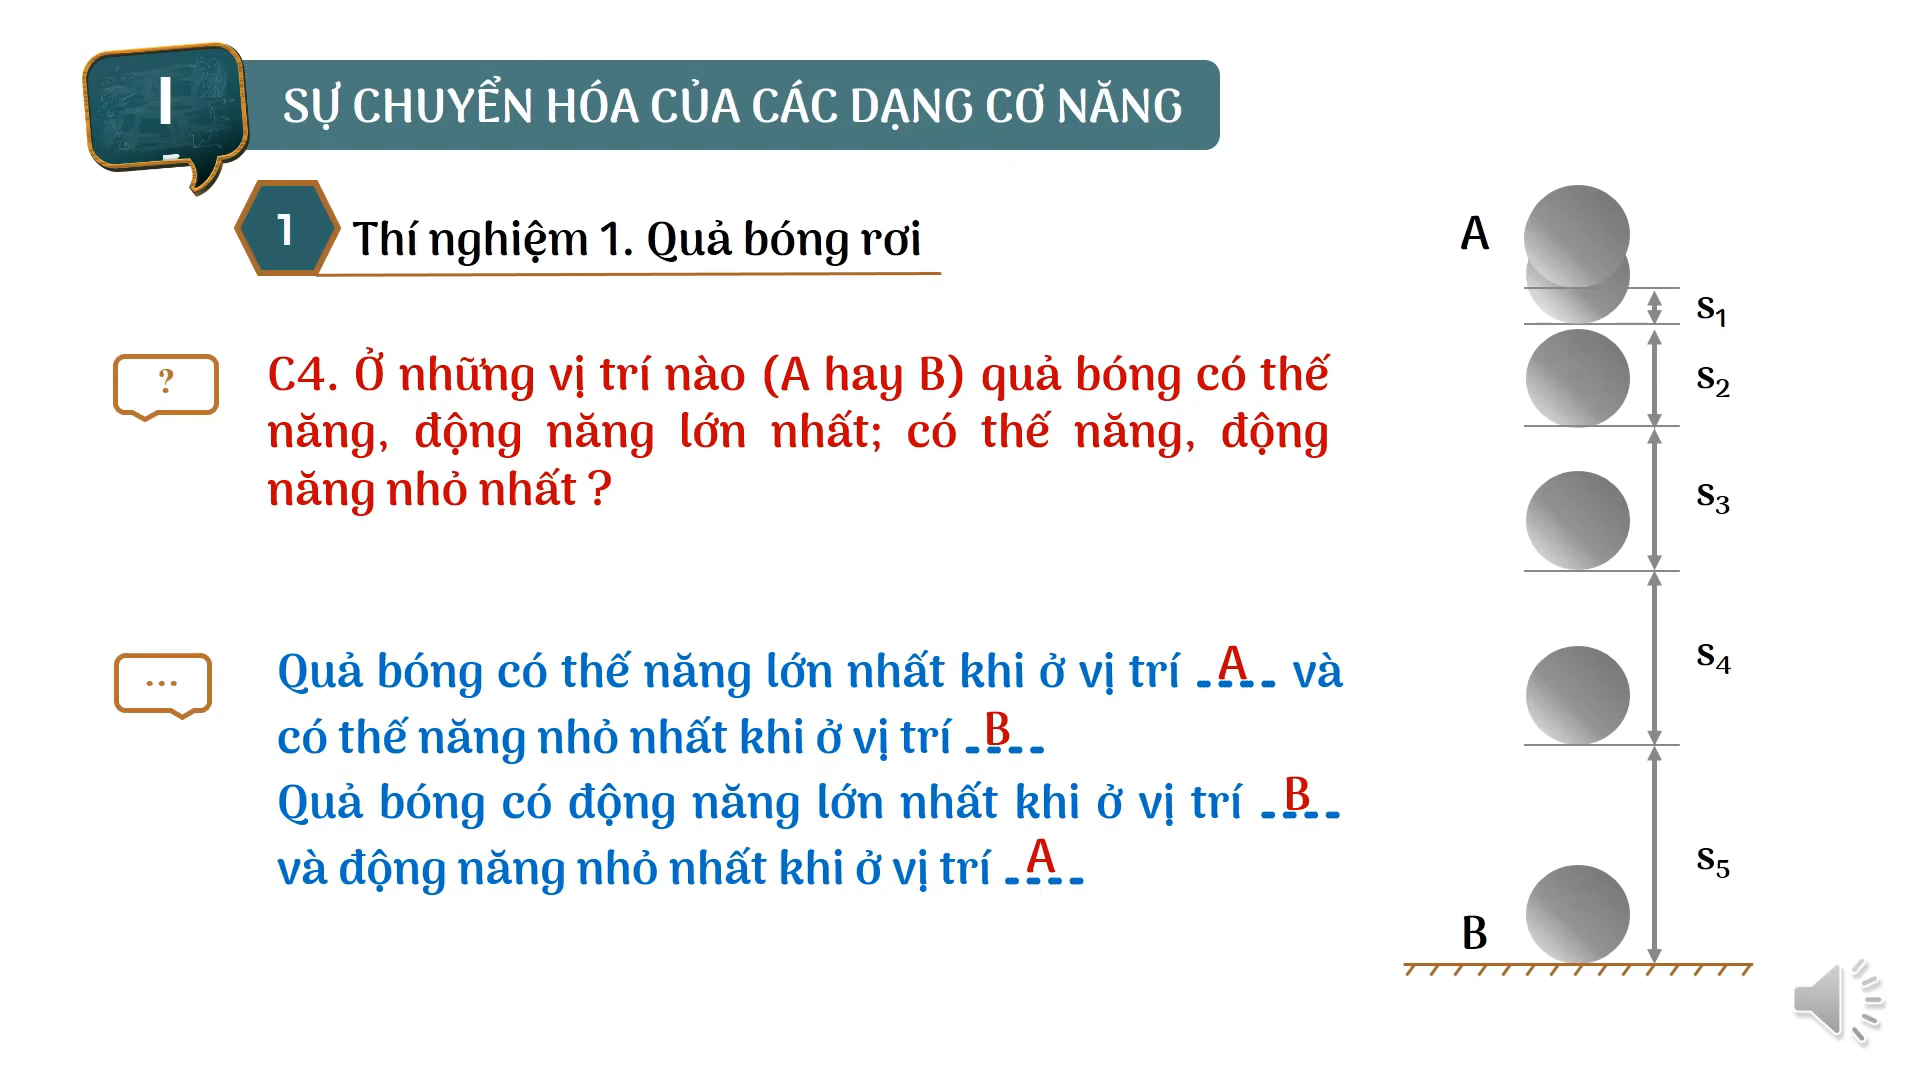 I
-
SỰ CHUYỂN HÓA CỦA CÁC DẠNG CƠ NĂNG
1
Thí nghiệm 1. Quả bóng rơi
?
C4. Ở những vị trí nào (A hay B) quả bóng có thế
năng, động năng lớn nhất; có thế năng, động
năng nhỏ nhất ?
...
Quả bóng có thế năng lớn nhất khi ở vị trí A và
có thế năng nhỏ nhất khi ở vị trí B
Quả bóng có động năng lớn nhất khi ở vị trí B
và động năng nhỏ nhất khi ở vị trí A
A
s₁
s₂
s₃
s₄
s₅
B